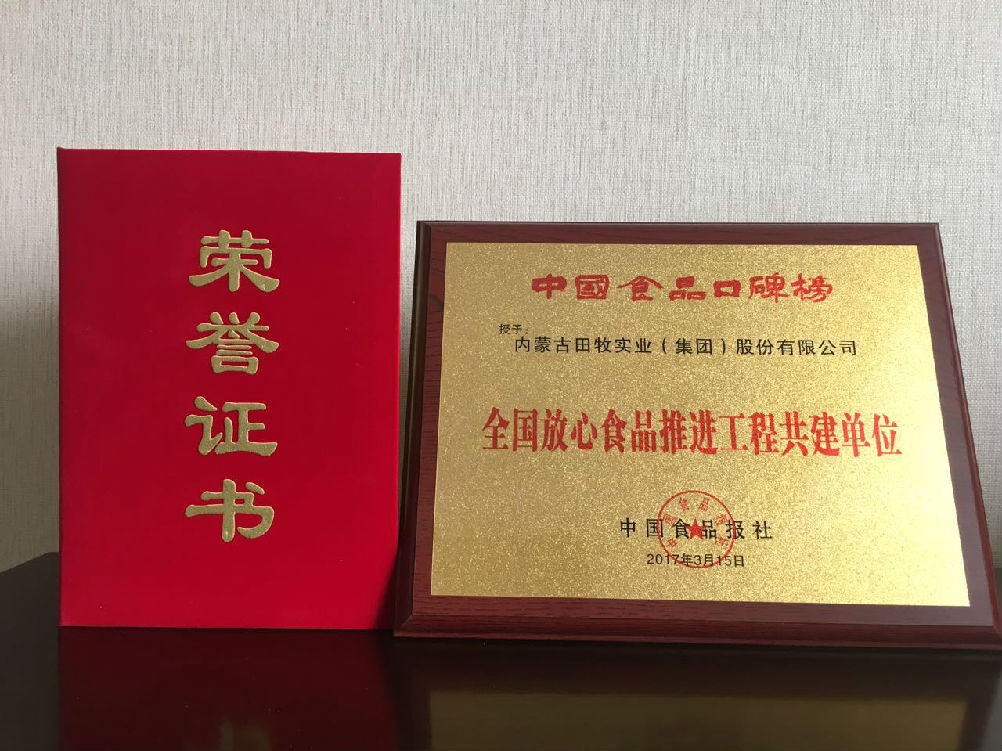 荣
誉
证
书
中國食品口碑榜
授予:
内蒙古田牧实业（集团）股份有限公司
全国放心食品推进工程共建单位
中国食品报社
2017年3月15日